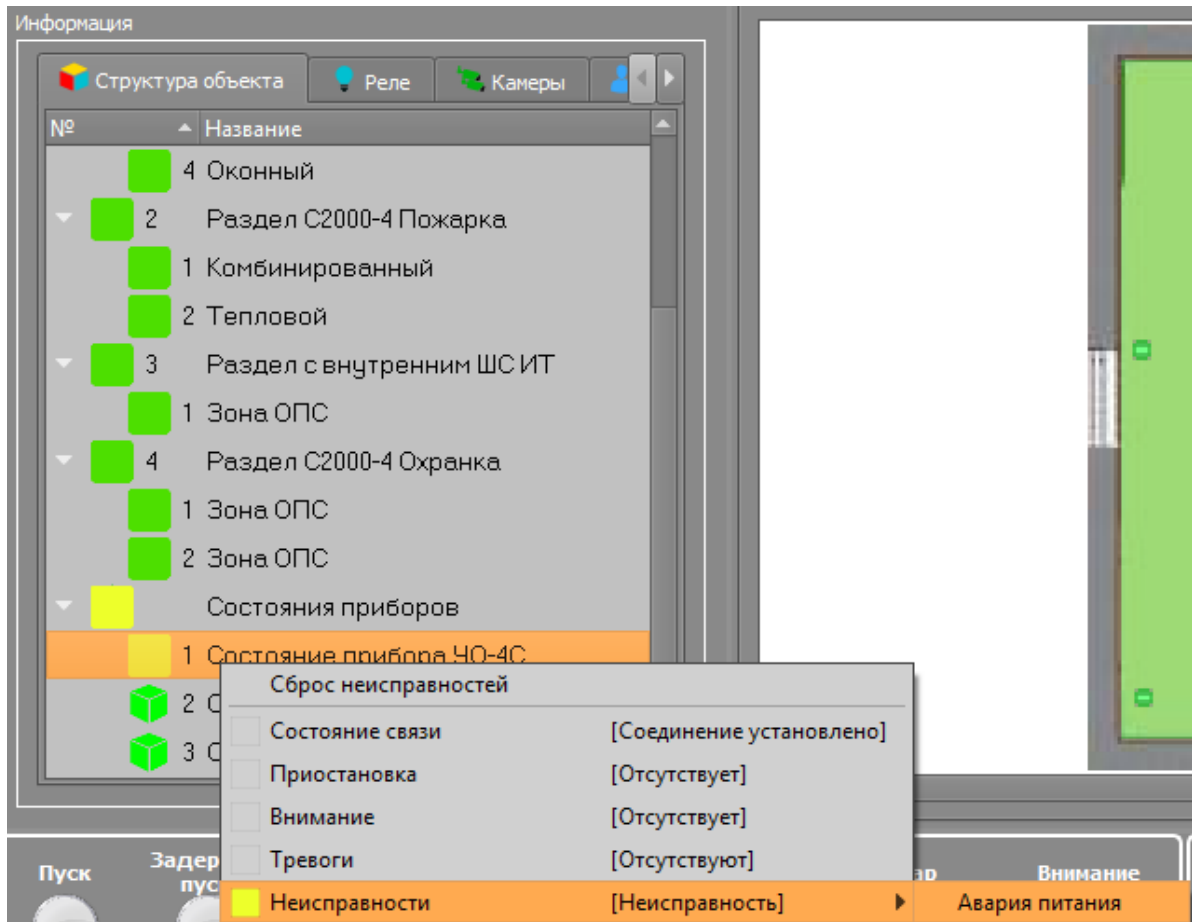 Информация
Структура объекта Реле Камеры
№ Название
4 Оконный
2 Раздел С2000-4 Пожарка
1 Комбинированный
2 Тепловой
3 Раздел с внутренним ШС ИТ
1 Зона ОПС
4 Раздел С2000-4 Охранка
1 Зона ОПС
2 Зона ОПС
Состояния приборов
1 Состояние прибора УО-4С
Сброс неисправностей
2 С
Состояние связи [Соединение установлено]
3 С
Приостановка [Отсутствует]
Внимание [Отсутствует]
Тревоги [Отсутствуют]
Пуск
Внимание
Неисправности [Неисправность] Авария питания